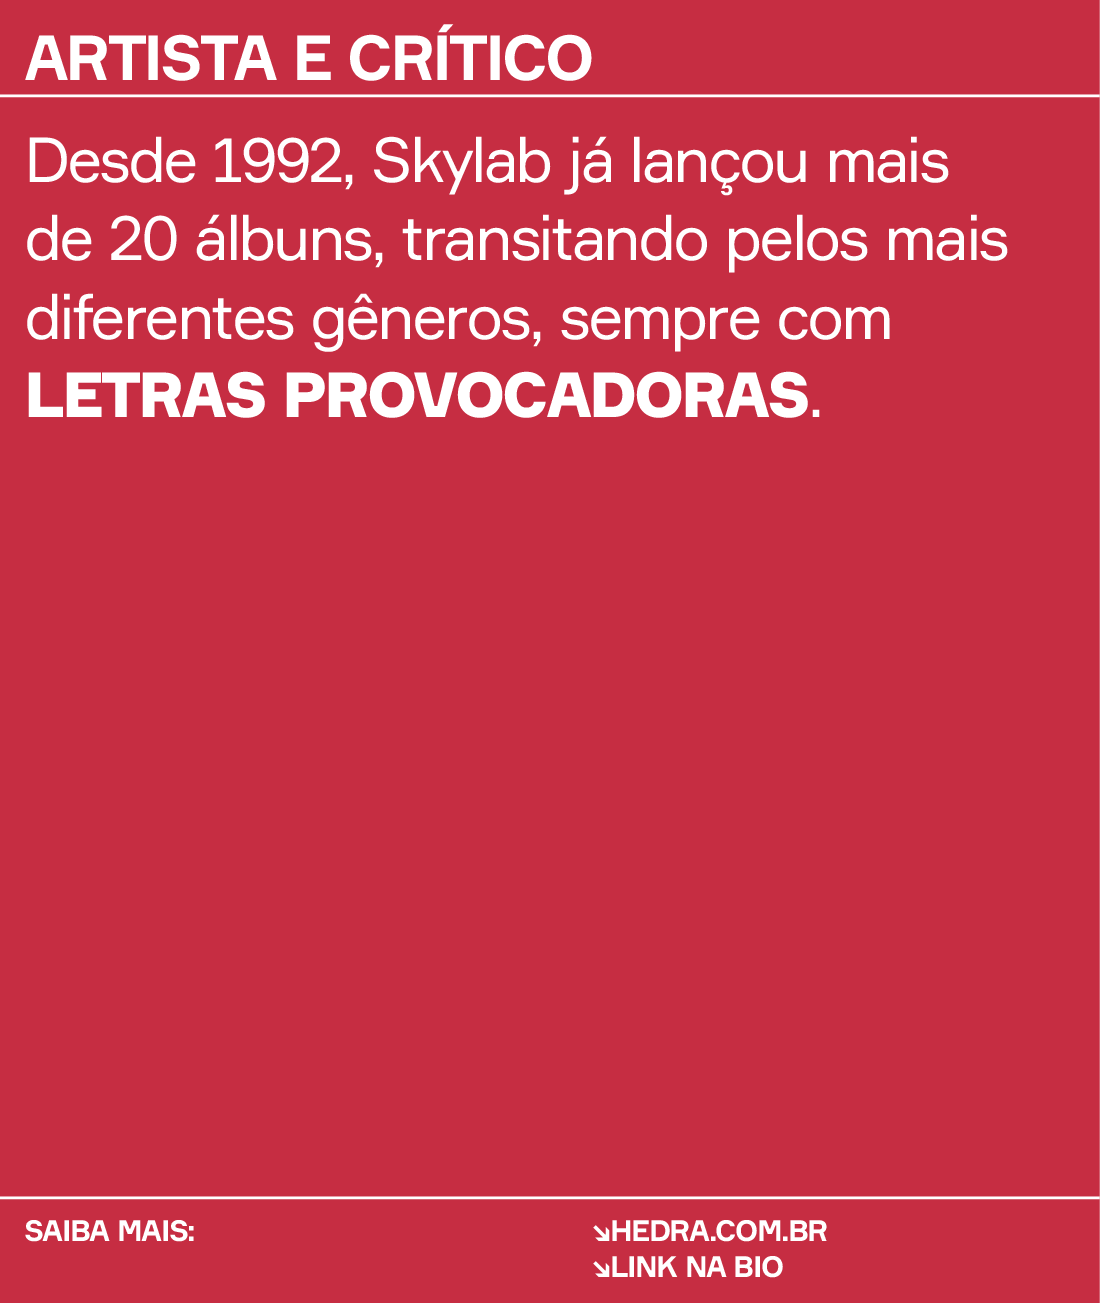 ARTISTA E CRÍTICO
Desde 1992, Skylab já lançou mais
de 20 álbuns, transitando pelos mais
diferentes gêneros, sempre com
LETRAS PROVOCADORAS.
SAIBA MAIS:
↘HEDRA.COM.BR
↘LINK NA BIO